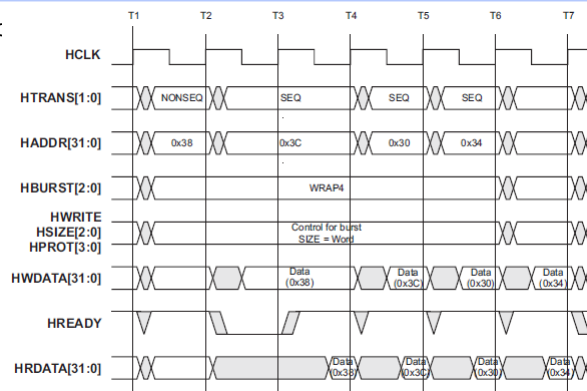 T1 T2 T3 T4 T5 T6 T7
:
HCLK
HTRANS[1:0] NONSEQ SEQ SEQ SEQ
HADDR[31:0] 0x38 0x3C 0x30 0x34
HBURST[2:0] WRAP4
HWRITE
HSIZE[2:0]
HPROT[3:0]
Control for burst
SIZE = Word
HWDATA[31:0]
Data
(0x38)
Data
(0x3C)
Data
(0x30)
Data
(0x34)
HREADY
HRDATA[31:0]
Data
(0x38)
Data
(0x3C)
Data
(0x30)
Data
(0x34)